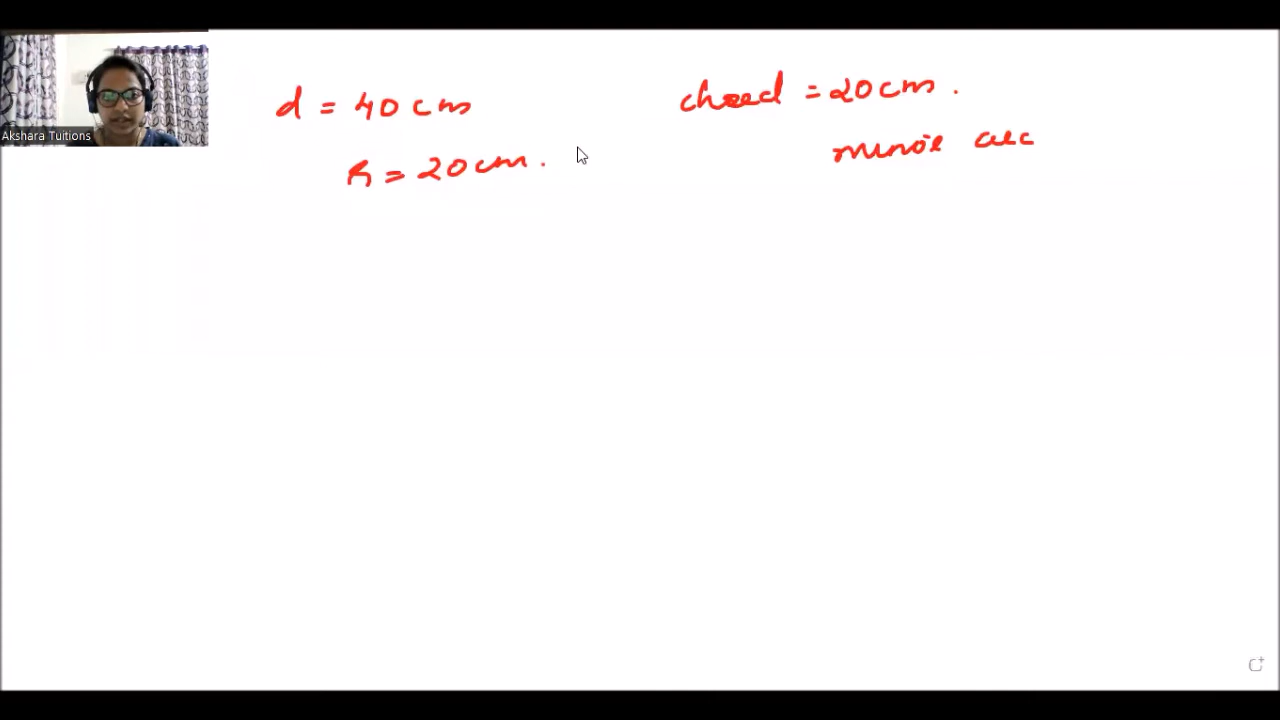 d = 40 cm
chord = 20 cm.
minor arc
r = 20 cm.
Akshara Tuitions